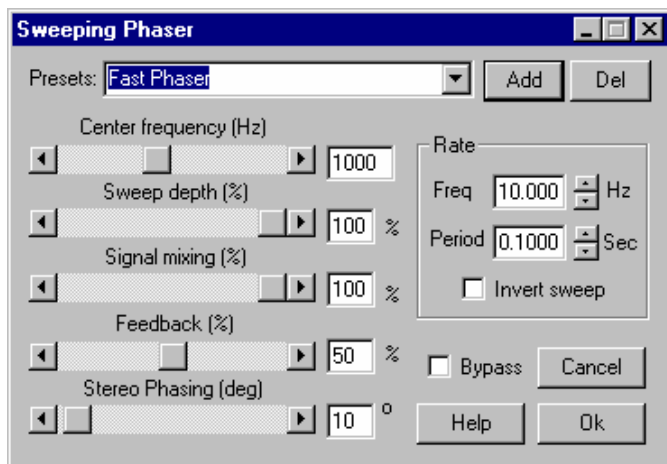 Sweeping Phaser
Presets: Fast Phaser Add Del
Center frequency (Hz)
1000
Sweep depth (%)
100 %
Signal mixing (%)
100 %
Feedback (%)
50 %
Stereo Phasing (deg)
10 °
Rate
Freq 10.000 Hz
Period 0.1000 Sec
Invert sweep
Bypass Cancel
Help Ok